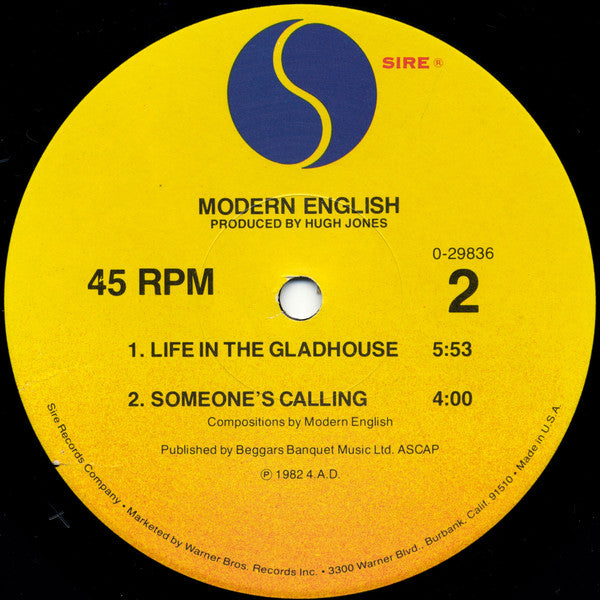 SIRE ®
MODERN ENGLISH
PRODUCED BY HUGH JONES
0-29836
45 RPM
2
1. LIFE IN THE GLADHOUSE 5:53
2. SOMEONE'S CALLING 4:00
Compositions by Modern English
Published by Beggars Banquet Music Ltd. ASCAP
℗ 1982 4.A.D.
Sire Records Company • Marketed by Warner Bros. Records Inc. • 3300 Warner Blvd., Burbank, Calif. 91510 • Made in U.S.A.